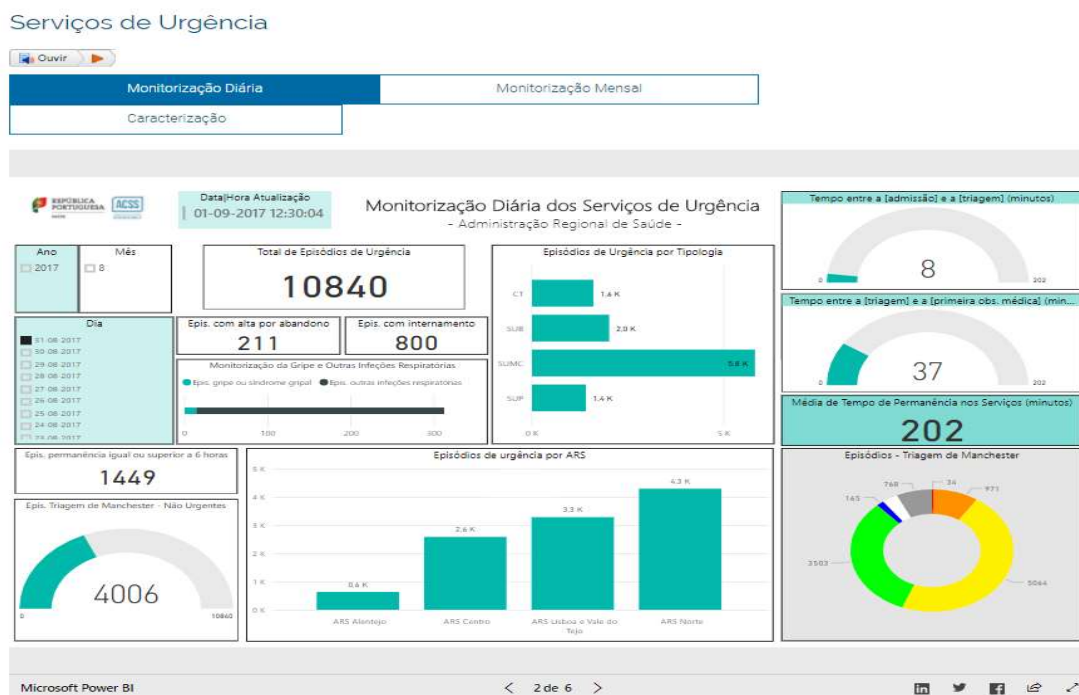 Serviços de Urgência
Ouvir
Monitorização Diária
Monitorização Mensal
Caracterização
REPÚBLICA PORTUGUESA
ACSS
Data|Hora Atualização
01-09-2017 12:30:04
Monitorização Diária dos Serviços de Urgência
- Administração Regional de Saúde -
Ano
2017
Mês
8
Total de Episódios de Urgência
10840
Dia
31-08-2017
30-08-2017
29-08-2017
28-08-2017
27-08-2017
26-08-2017
25-08-2017
24-08-2017
23-08-2017
Epis. com alta por abandono
211
Epis. com internamento
800
Monitorização da Gripe e Outras Infeções Respiratórias
Epis. gripe ou síndrome gripal
Epis. outras infeções respiratórias
0 100 200 300
Episódios de Urgência por Tipologia
CT 1.6 K
SUB 2.0 K
SUMC 5.8 K
SUP 1.4 K
0 K 5 K
Tempo entre a [admissão] e a [triagem] (minutos)
8
0 202
Tempo entre a [triagem] e a [primeira obs. médica] (min...
37
0 202
Média de Tempo de Permanência nos Serviços (minutos)
202
Epis. permanência igual ou superior a 6 horas
1449
Epis. Triagem de Manchester - Não Urgentes
4006
0 10840
Episódios de urgência por ARS
5 K
4 K
3 K
2 K
1 K
0 K
0.6 K
2.6 K
3.3 K
4.3 K
ARS Alentejo
ARS Centro
ARS Lisboa e Vale do
Tejo
ARS Norte
Episódios - Triagem de Manchester
768
34
971
165
3503
5064
Microsoft Power BI
2 de 6